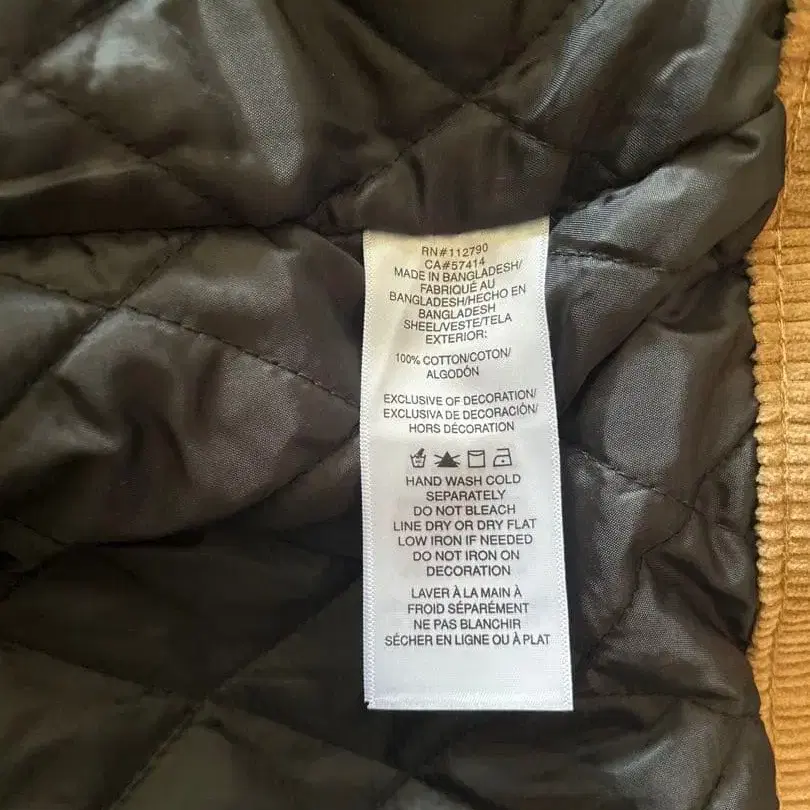 RN#112790
CA#57414
MADE IN BANGLADESH/
FABRIQUÉ AU
BANGLADESH/HECHO EN
BANGLADESH
SHEEL/VESTE/TELA
EXTERIOR:
100% COTTON/COTON/
ALGODÓN
EXCLUSIVE OF DECORATION/
EXCLUSIVA DE DECORACIÓN/
HORS DÉCORATION
HAND WASH COLD
SEPARATELY
DO NOT BLEACH
LINE DRY OR DRY FLAT
LOW IRON IF NEEDED
DO NOT IRON ON
DECORATION
LAVER À LA MAIN À
FROID SÉPARÉMENT
NE PAS BLANCHIR
SÉCHER EN LIGNE OU À PLAT